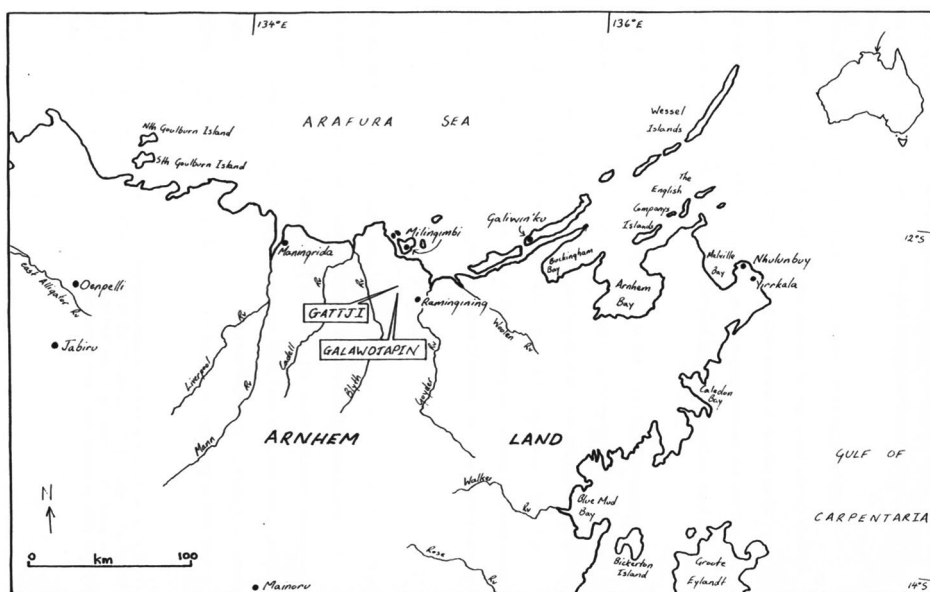 134°E
136°E
ARAFURA SEA
Wessel
Islands
Nth Goulburn Island
Sth Goulburn Island
The
English
Companys
Islands
Galiwin'ku
Milingimbi
12°S
Maningrida
Buckingham
Bay
Melville
Bay
Nhulunbuy
Yirrkala
Arnhem
Bay
East Alligator Rv
Oenpelli
Ramingining
GATTJI
GALAWOTAPIN
Woolen Rv
Jabiru
Liverpool Rv
Cadell Rv
Blyth Rv
Goyder Rv
Mann Rv
Caledon
Bay
ARNHEM LAND
GULF OF
CARPENTARIA
Walker Rv
Blue Mud
Bay
N
0 100
km
Rose Rv
Bickerton
Island
Groote
Eylandt
Mainoru
14°S